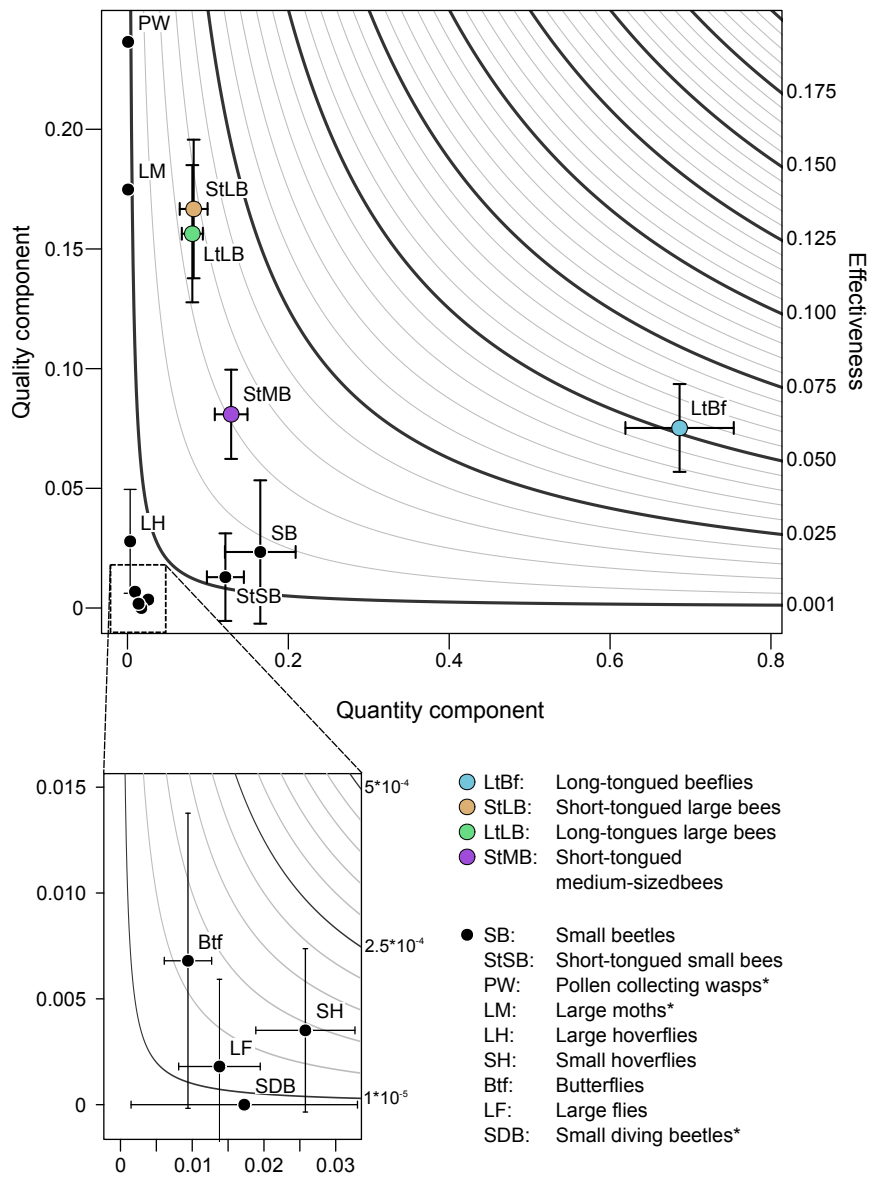 PW
0.20
LM
StLB
LtLB
0.15
0.10
StMB
LtBf
0.05
LH
SB
StSB
0
Quality component
0.175
0.150
0.125
0.100
0.075
0.050
0.025
0.001
Effectiveness
0 0.2 0.4 0.6 0.8
Quantity component
0.015
0.010
0.005
0
5*10-4
2.5*10-4
1*10-5
Btf
SH
LF
SDB
0 0.01 0.02 0.03
LtBf: Long-tongued beeflies
StLB: Short-tongued large bees
LtLB: Long-tongues large bees
StMB: Short-tongued
medium-sizedbees
SB: Small beetles
StSB: Short-tongued small bees
PW: Pollen collecting wasps*
LM: Large moths*
LH: Large hoverflies
SH: Small hoverflies
Btf: Butterflies
LF: Large flies
SDB: Small diving beetles*